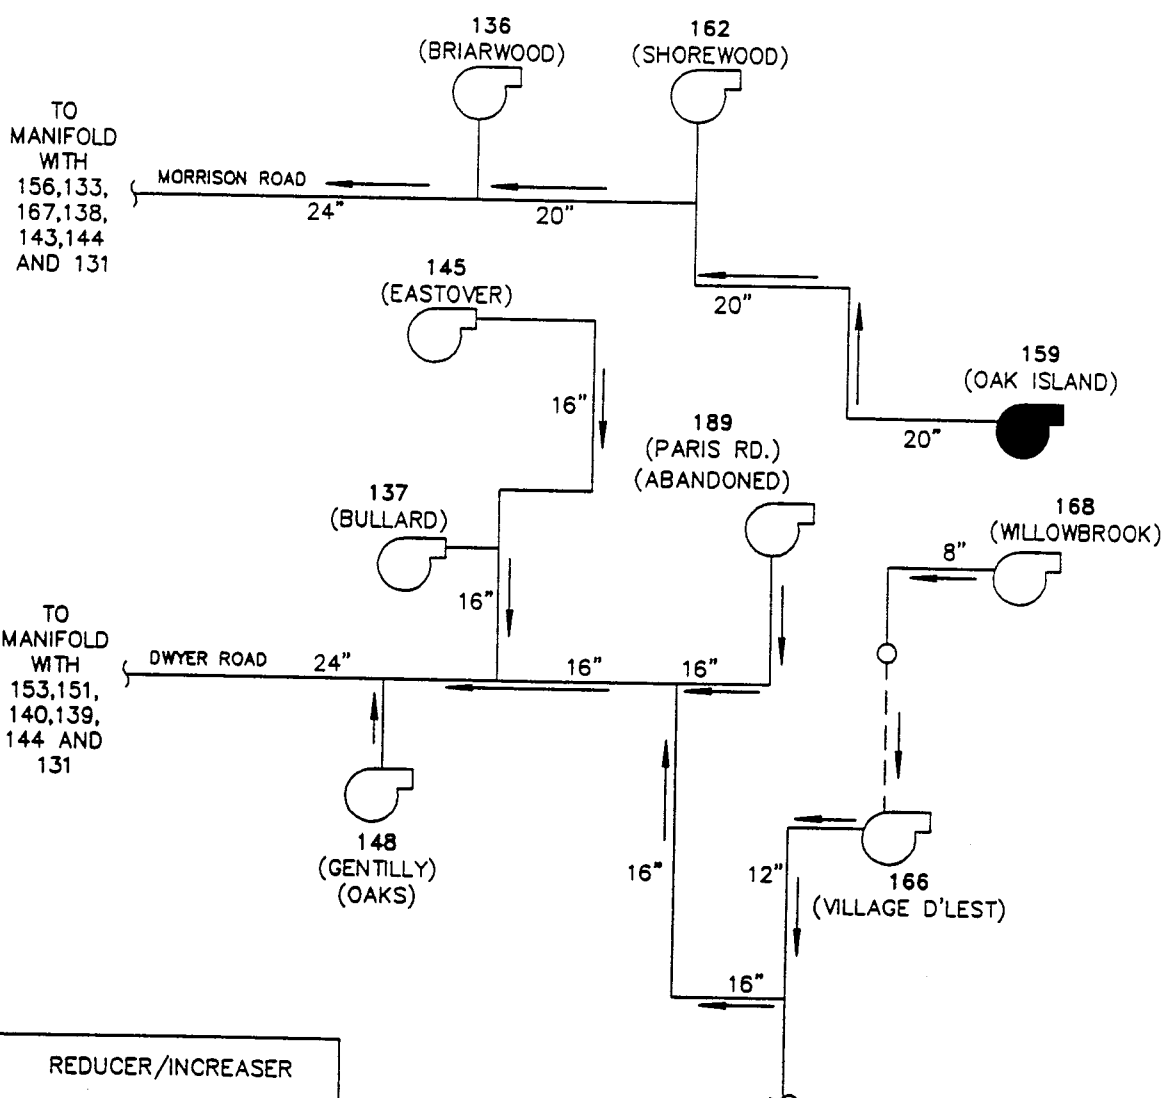 136
(BRIARWOOD)
162
(SHOREWOOD)
TO
MANIFOLD
WITH
156,133,
167,138,
143,144
AND 131
MORRISON ROAD
24"
20"
145
(EASTOVER)
20"
159
(OAK ISLAND)
20"
16"
189
(PARIS RD.)
(ABANDONED)
137
(BULLARD)
168
(WILLOWBROOK)
8"
16"
TO
MANIFOLD
WITH
153,151,
140,139,
144 AND
131
DWYER ROAD
24"
16"
16"
148
(GENTILLY)
(OAKS)
16"
12"
166
(VILLAGE D'LEST)
16"
REDUCER/INCREASER